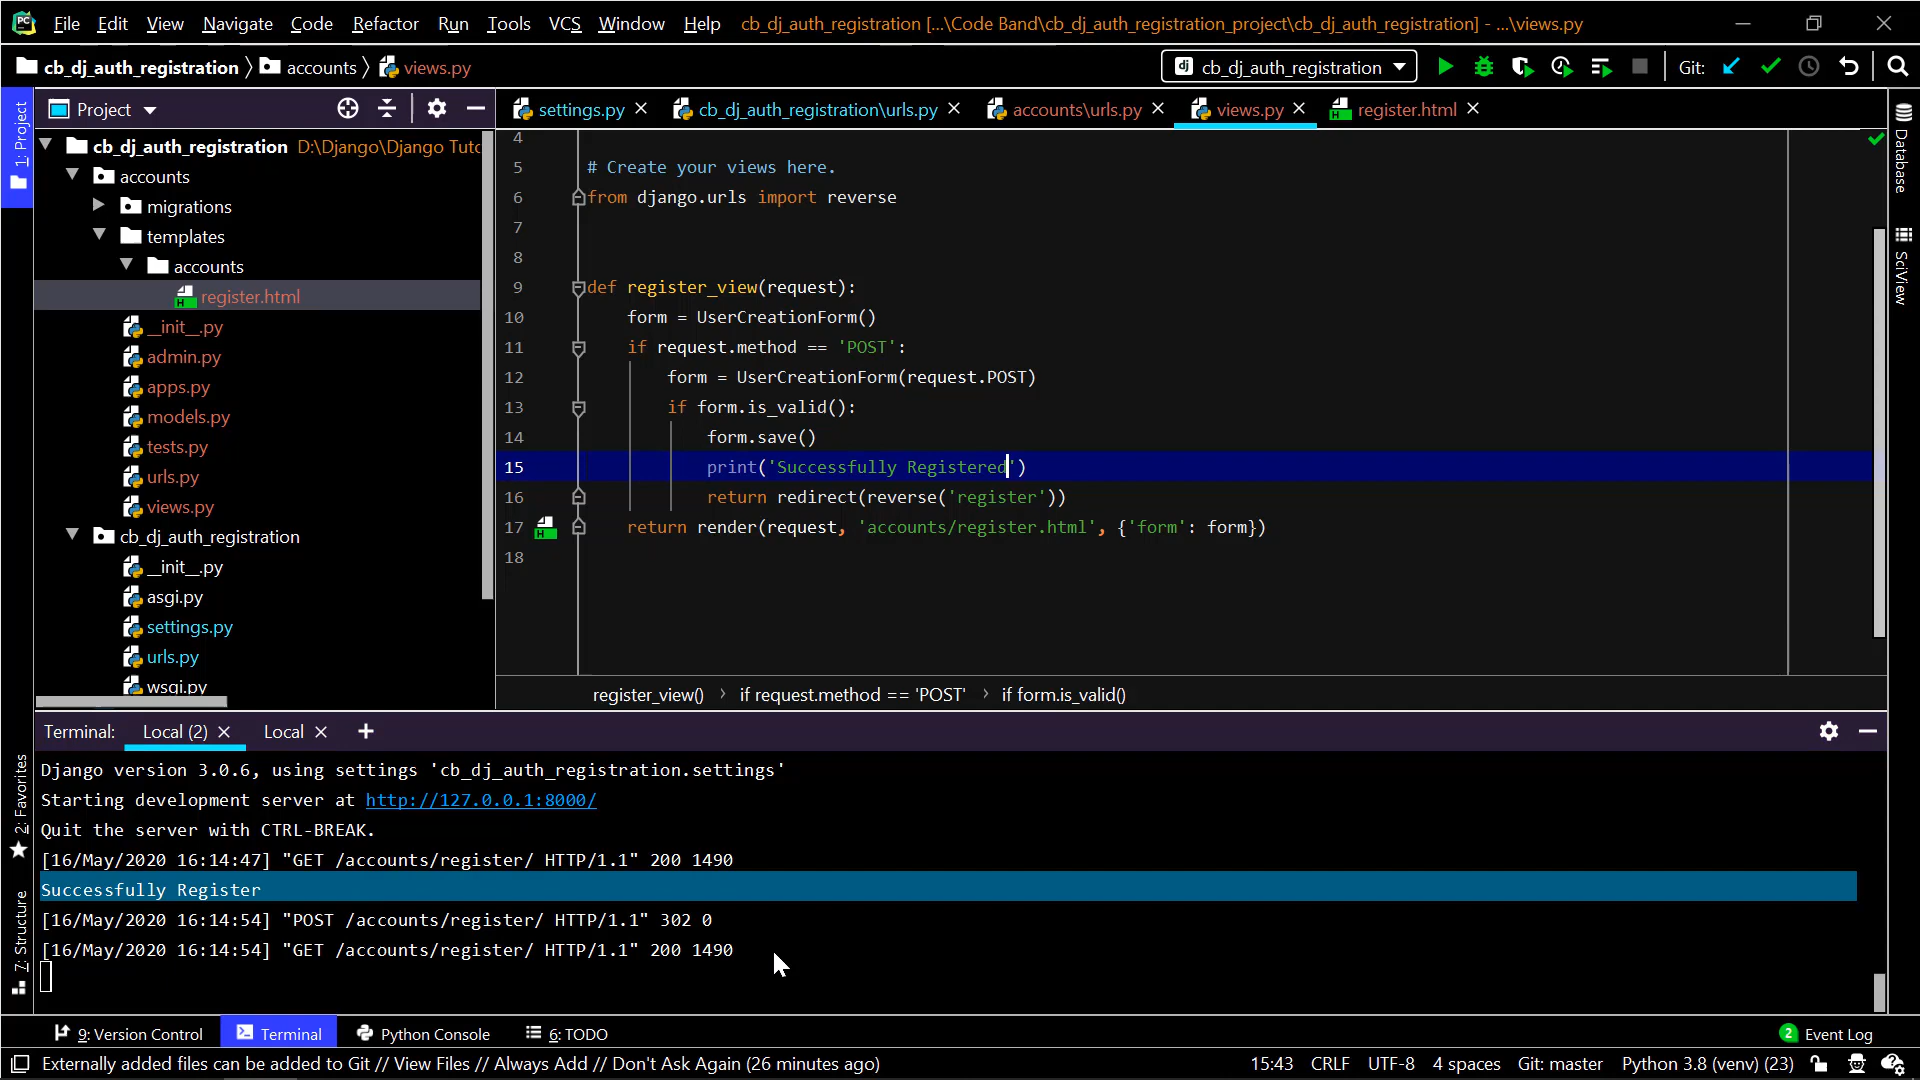 PC File Edit View Navigate Code Refactor Run Tools VCS Window Help cb_dj_auth_registration [...\Code Band\cb_dj_auth_registration_project\cb_dj_auth_registration] - ...\views.py
cb_dj_auth_registration accounts views.py dj cb_dj_auth_registration Git:
1: Project
Project
settings.py cb_dj_auth_registration\urls.py accounts\urls.py views.py register.html
cb_dj_auth_registration D:\Django\Django Tuto
accounts
migrations
templates
accounts
register.html
__init__.py
admin.py
apps.py
models.py
tests.py
urls.py
views.py
cb_dj_auth_registration
__init__.py
asgi.py
settings.py
urls.py
wsgi.py
4
5 # Create your views here.
6 from django.urls import reverse
7
8
9 def register_view(request):
10 form = UserCreationForm()
11 if request.method == 'POST':
12 form = UserCreationForm(request.POST)
13 if form.is_valid():
14 form.save()
15 print('Successfully Registered')
16 return redirect(reverse('register'))
17 return render(request, 'accounts/register.html', {'form': form})
18
register_view() › if request.method == 'POST' › if form.is_valid()
Database
SciView
Terminal: Local (2) Local
Django version 3.0.6, using settings 'cb_dj_auth_registration.settings'
Starting development server at http://127.0.0.1:8000/
Quit the server with CTRL-BREAK.
[16/May/2020 16:14:47] "GET /accounts/register/ HTTP/1.1" 200 1490
Successfully Register
[16/May/2020 16:14:54] "POST /accounts/register/ HTTP/1.1" 302 0
[16/May/2020 16:14:54] "GET /accounts/register/ HTTP/1.1" 200 1490
2: Favorites
7: Structure
9: Version Control Terminal Python Console 6: TODO 2 Event Log
Externally added files can be added to Git // View Files // Always Add // Don't Ask Again (26 minutes ago) 15:43 CRLF UTF-8 4 spaces Git: master Python 3.8 (venv) (23)